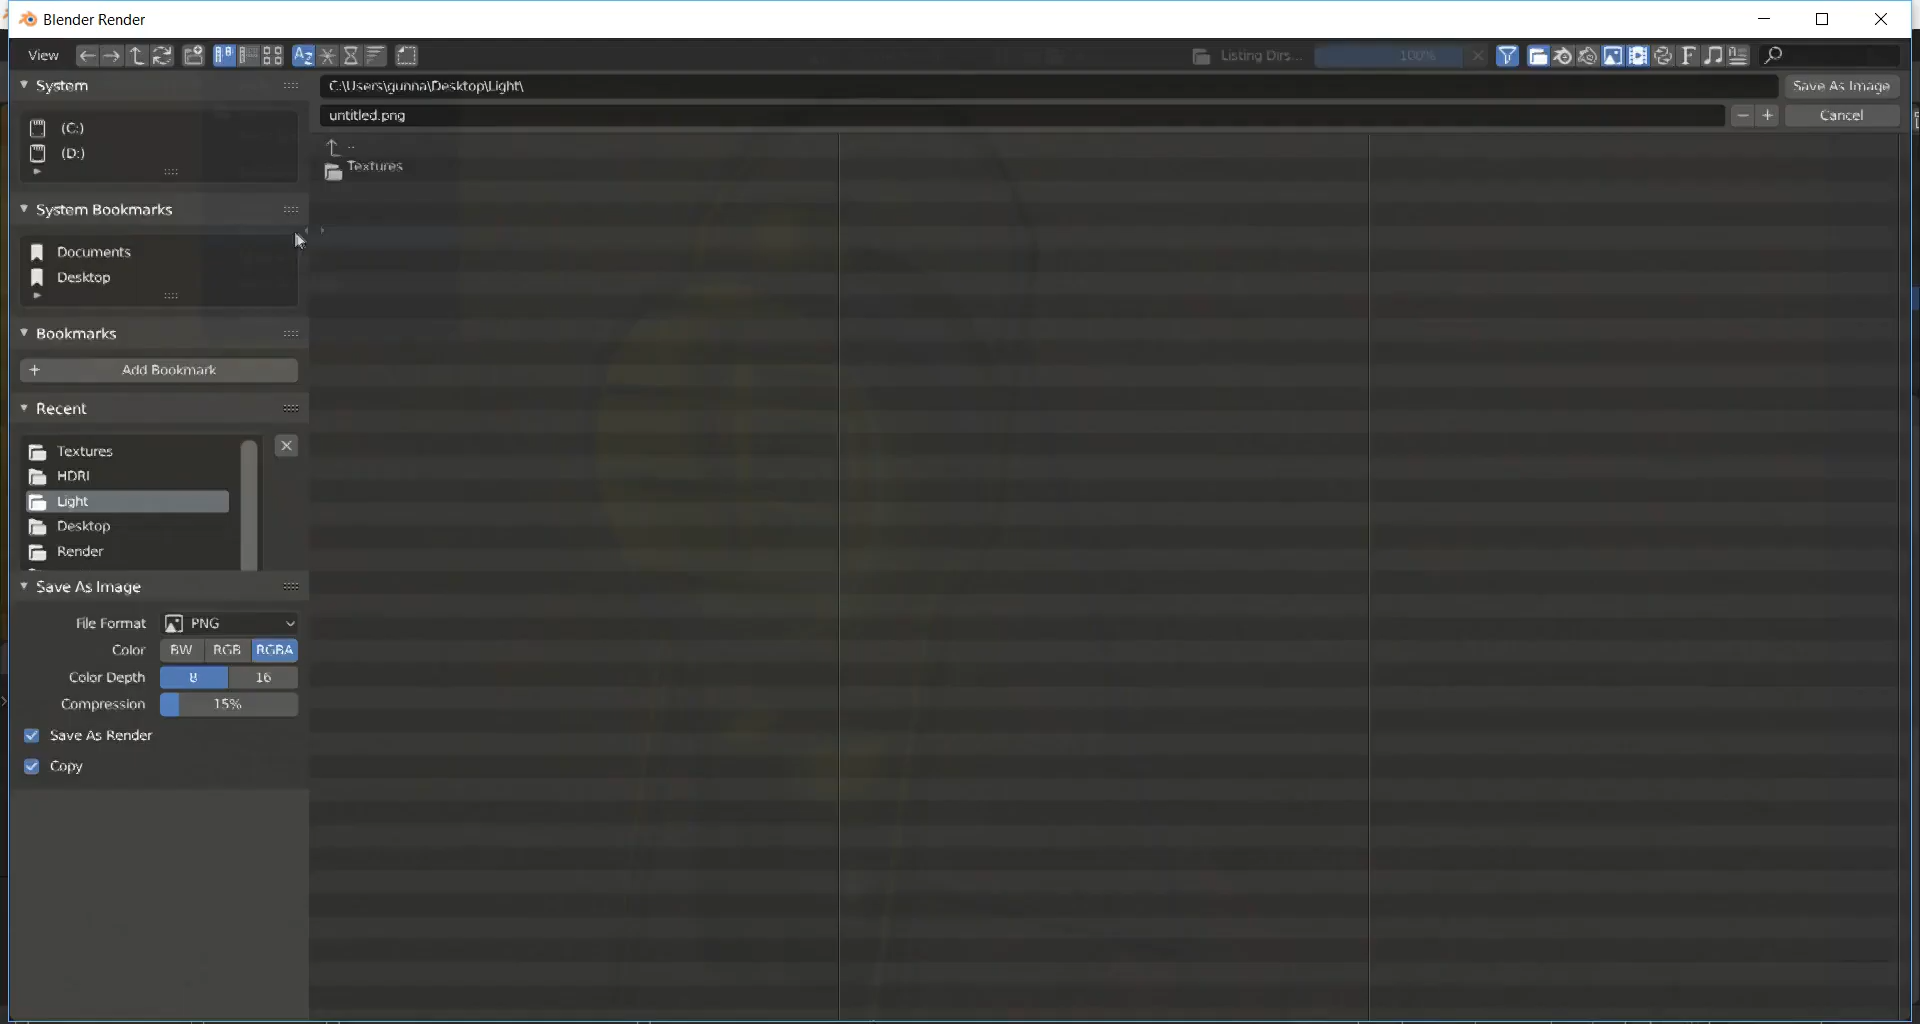 Blender Render
View
Listing Dirs...
100%
System
C:\Users\gunna\Desktop\Light\
Save As Image
untitled.png
Cancel
(C:)
(D:)
..
Textures
System Bookmarks
Documents
Desktop
Bookmarks
Add Bookmark
Recent
Textures
HDRI
Light
Desktop
Render
Save As Image
File Format PNG
Color BW RGB RGBA
Color Depth 8 16
Compression 15%
Save As Render
Copy